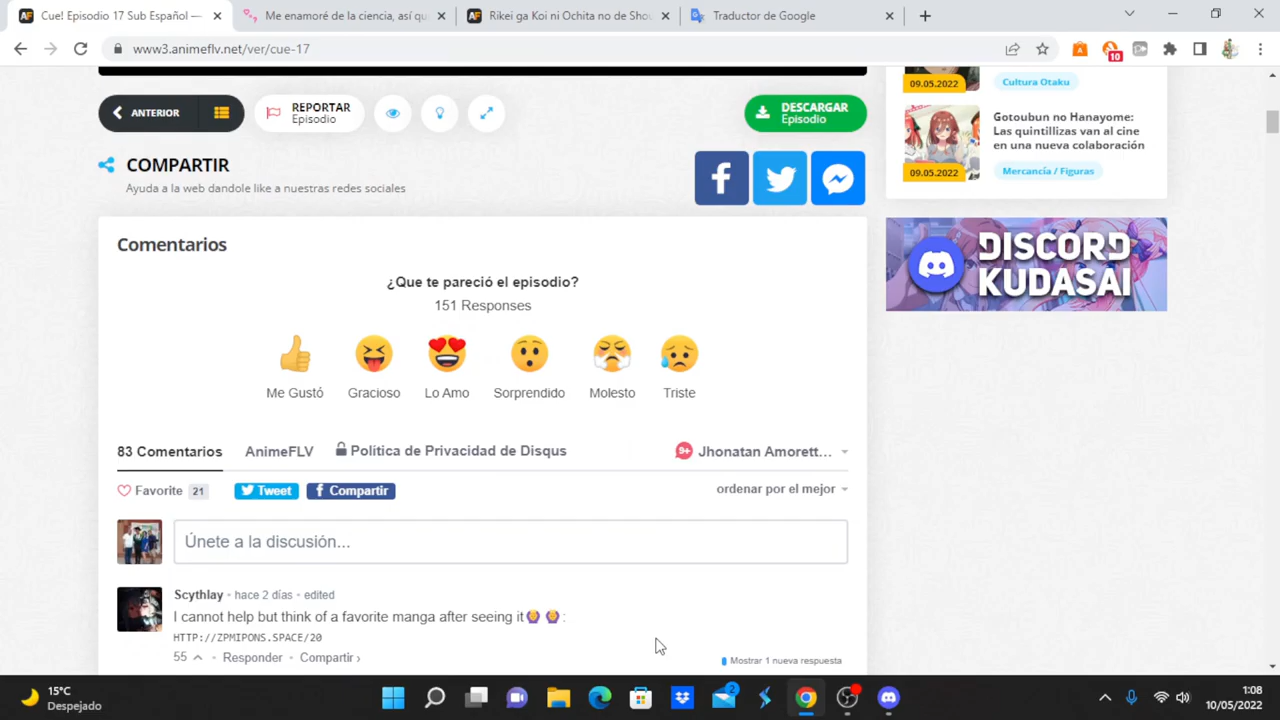 Cue! Episodio 17 Sub Español —
Me enamoré de la ciencia, así qu
Rikei ga Koi ni Ochita no de Shou
Traductor de Google
www3.animeflv.net/ver/cue-17
10
ANTERIOR
REPORTAR
Episodio
DESCARGAR
Episodio
COMPARTIR
Ayuda a la web dandole like a nuestras redes sociales
09.05.2022
Cultura Otaku
Gotoubun no Hanayome:
Las quintillizas van al cine
en una nueva colaboración
09.05.2022
Mercancía / Figuras
DISCORD
KUDASAI
Comentarios
¿Que te pareció el episodio?
151 Responses
Me Gustó
Gracioso
Lo Amo
Sorprendido
Molesto
Triste
83 Comentarios
AnimeFLV
Política de Privacidad de Disqus
9+
Jhonatan Amorett...
Favorite 21
Tweet
Compartir
ordenar por el mejor
Únete a la discusión...
Scythlay • hace 2 días • edited
I cannot help but think of a favorite manga after seeing it :
HTTP://ZPMIPONS.SPACE/20
55 • Responder • Compartir ›
Mostrar 1 nueva respuesta
15°C
Despejado
2
1:08
10/05/2022